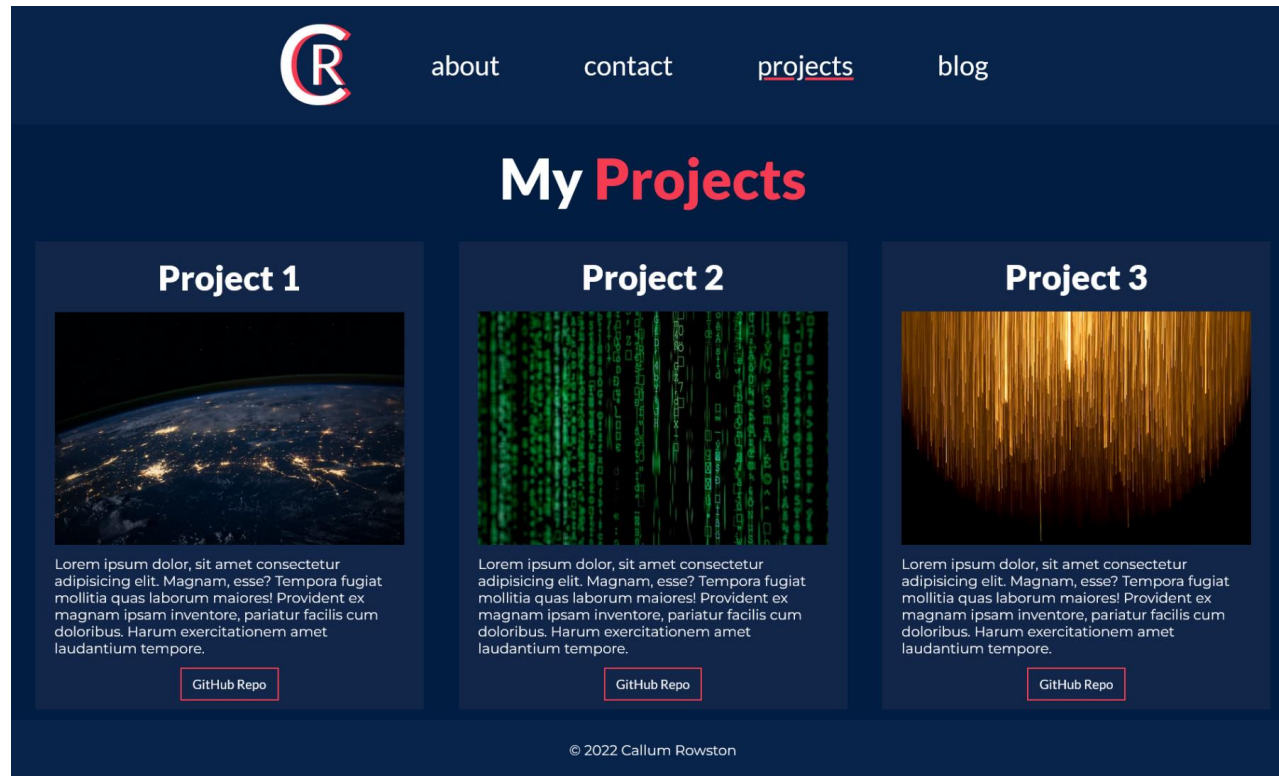 CR about contact projects blog
My Projects
Project 1
Lorem ipsum dolor, sit amet consectetur
adipisicing elit. Magnam, esse? Tempora fugiat
mollitia quas laborum maiores! Provident ex
magnam ipsam inventore, pariatur facilis cum
doloribus. Harum exercitationem amet
laudantium tempore.
GitHub Repo
Project 2
Lorem ipsum dolor, sit amet consectetur
adipisicing elit. Magnam, esse? Tempora fugiat
mollitia quas laborum maiores! Provident ex
magnam ipsam inventore, pariatur facilis cum
doloribus. Harum exercitationem amet
laudantium tempore.
GitHub Repo
Project 3
Lorem ipsum dolor, sit amet consectetur
adipisicing elit. Magnam, esse? Tempora fugiat
mollitia quas laborum maiores! Provident ex
magnam ipsam inventore, pariatur facilis cum
doloribus. Harum exercitationem amet
laudantium tempore.
GitHub Repo
© 2022 Callum Rowston